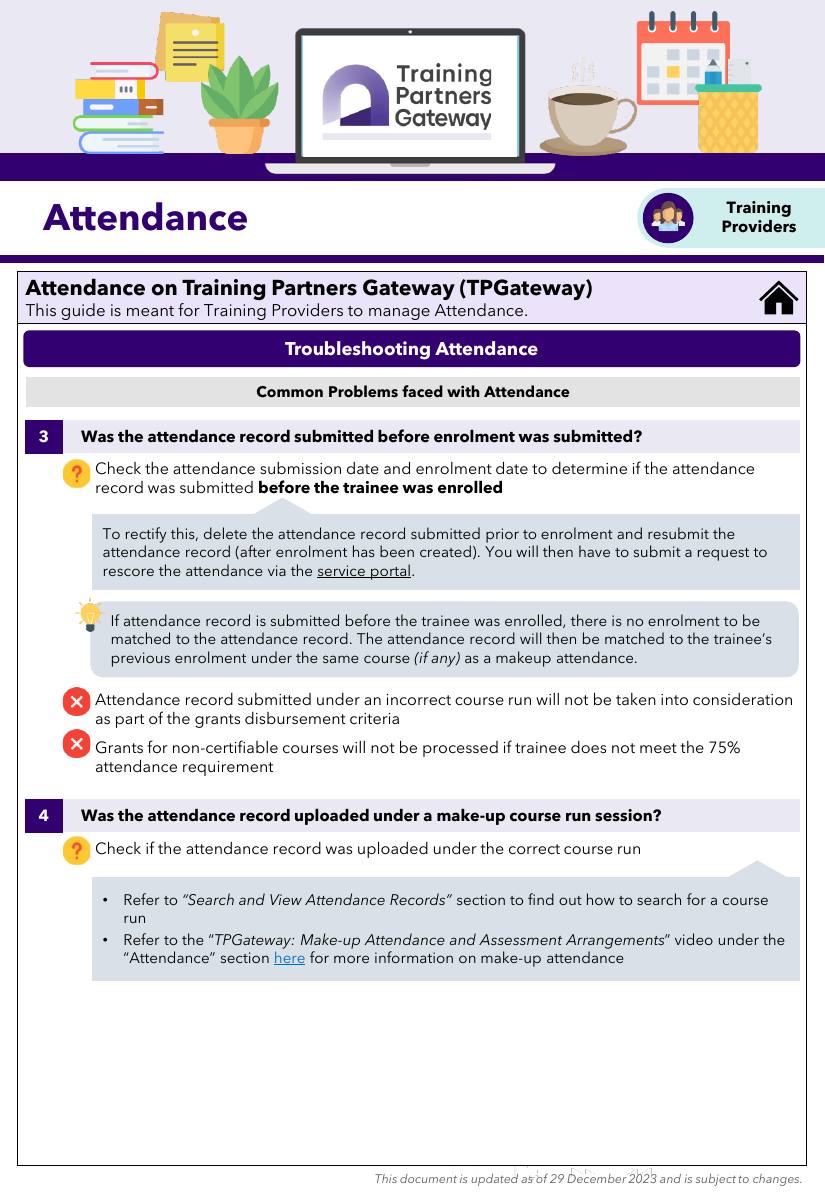 Training
Partners
Gateway
Attendance
Training
Providers
Attendance on Training Partners Gateway (TPGateway)
This guide is meant for Training Providers to manage Attendance.
Troubleshooting Attendance
Common Problems faced with Attendance
3 Was the attendance record submitted before enrolment was submitted?
? Check the attendance submission date and enrolment date to determine if the attendance
record was submitted before the trainee was enrolled
To rectify this, delete the attendance record submitted prior to enrolment and resubmit the
attendance record (after enrolment has been created). You will then have to submit a request to
rescore the attendance via the service portal.
If attendance record is submitted before the trainee was enrolled, there is no enrolment to be
matched to the attendance record. The attendance record will then be matched to the trainee's
previous enrolment under the same course (if any) as a makeup attendance.
Attendance record submitted under an incorrect course run will not be taken into consideration
as part of the grants disbursement criteria
Grants for non-certifiable courses will not be processed if trainee does not meet the 75%
attendance requirement
4 Was the attendance record uploaded under a make-up course run session?
? Check if the attendance record was uploaded under the correct course run
• Refer to "Search and View Attendance Records" section to find out how to search for a course
run
• Refer to the "TPGateway: Make-up Attendance and Assessment Arrangements" video under the
"Attendance" section here for more information on make-up attendance
This document is updated as of 29 December 2023 and is subject to changes.